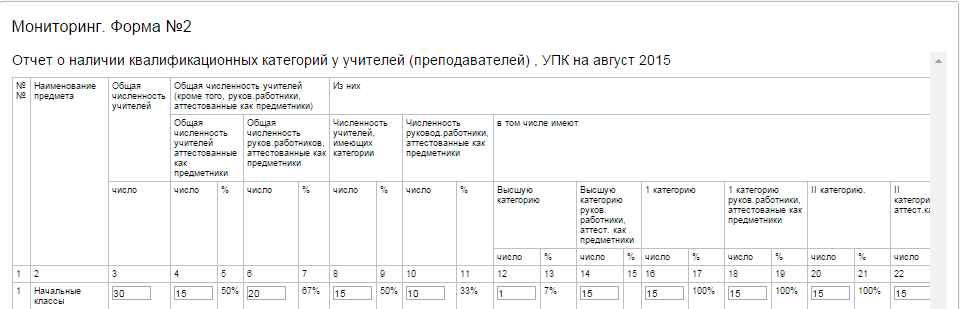 Мониторинг. Форма №2
Отчет о наличии квалификационных категорий у учителей (преподавателей) , УПК на август 2015
№
№
Наименование
предмета
Общая
численность
учителей
Общая численность учителей
(кроме того, руков.работники,
аттестованные как предметники)
Из них
Общая
численность
учителей
аттестованные
как
предметники
Общая
численность
руков.работников,
аттестованные как
предметники
Численность
учителей,
имеющих
категории
Численность
руковод.работники,
аттестованные как
предметники
в том числе имеют
число
число
%
число
%
число
%
число
%
Высшую
категорию
Высшую
категорию
руков.
работники,
аттест. как
предметники
1 категорию
1 категорию
руков.работники,
аттестованые как
предметники
II категорию.
II
число % число % число % число % число % число
1 2 3 4 5 6 7 8 9 10 11 12 13 14 15 16 17 18 19 20 21 22
1 Начальные
классы
30 15 50% 20 67% 15 50% 10 33% 1 7% 15 15 100% 15 100% 15 100% 15